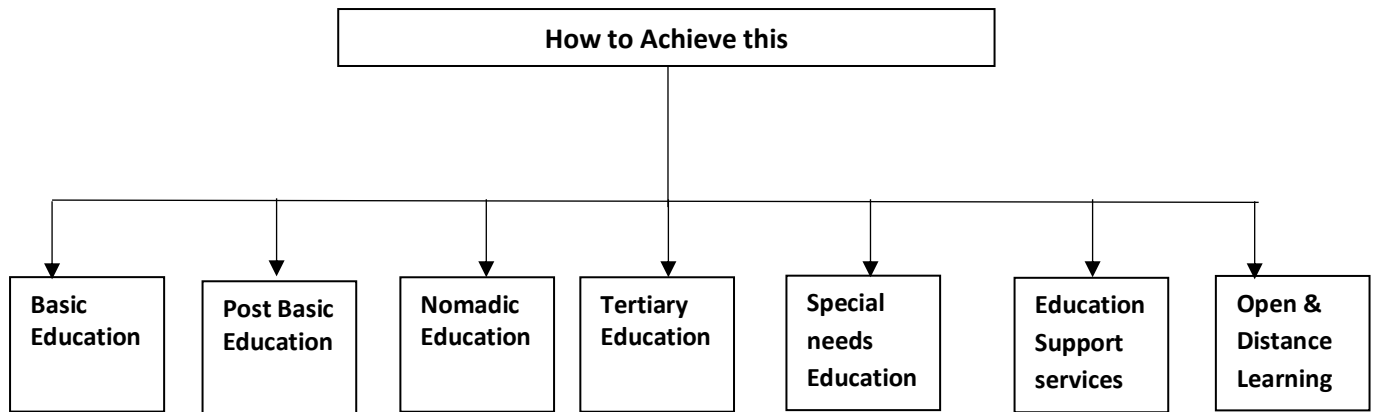 How to Achieve this
Basic
Education
Post Basic
Education
Nomadic
Education
Tertiary
Education
Special
needs
Education
Education
Support
services
Open &
Distance
Learning